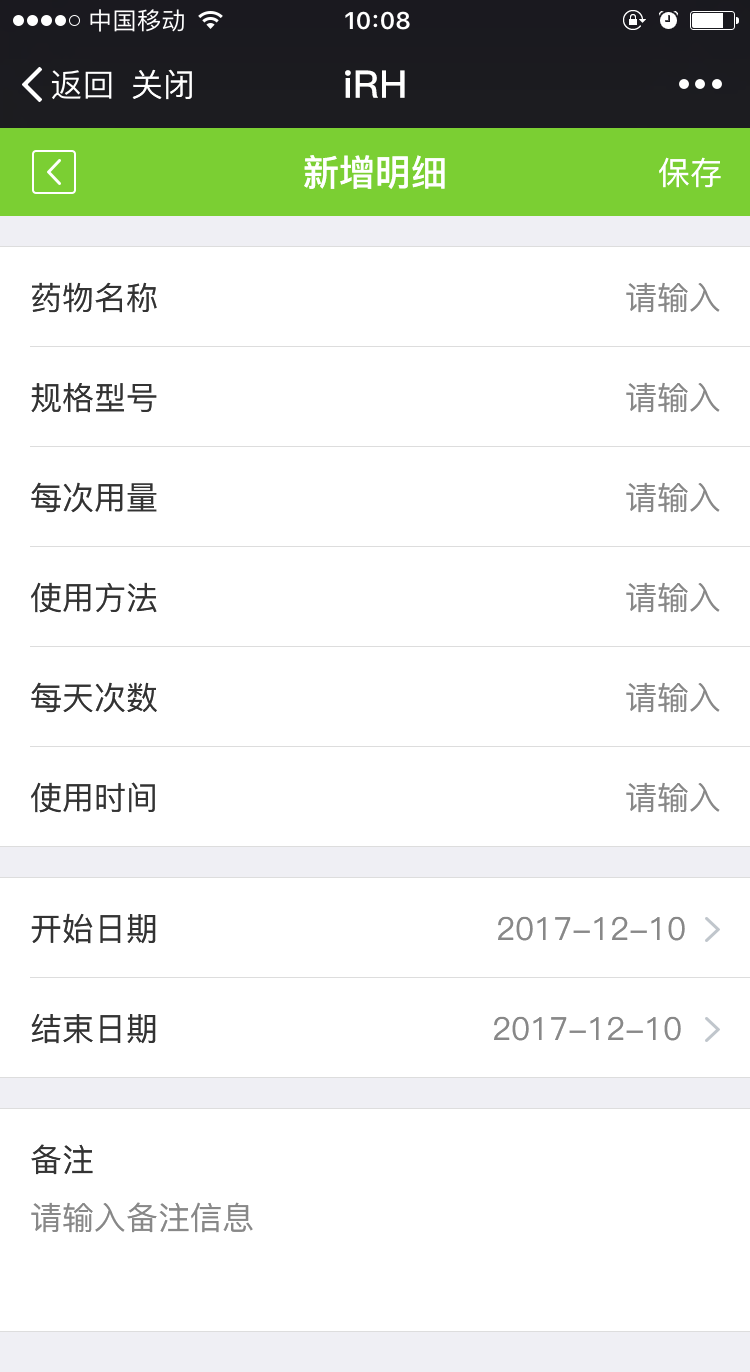 中国移动 10:08
返回 关闭 iRH
新增明细 保存
药物名称 请输入
规格型号 请输入
每次用量 请输入
使用方法 请输入
每天次数 请输入
使用时间 请输入
开始日期 2017-12-10
结束日期 2017-12-10
备注
请输入备注信息